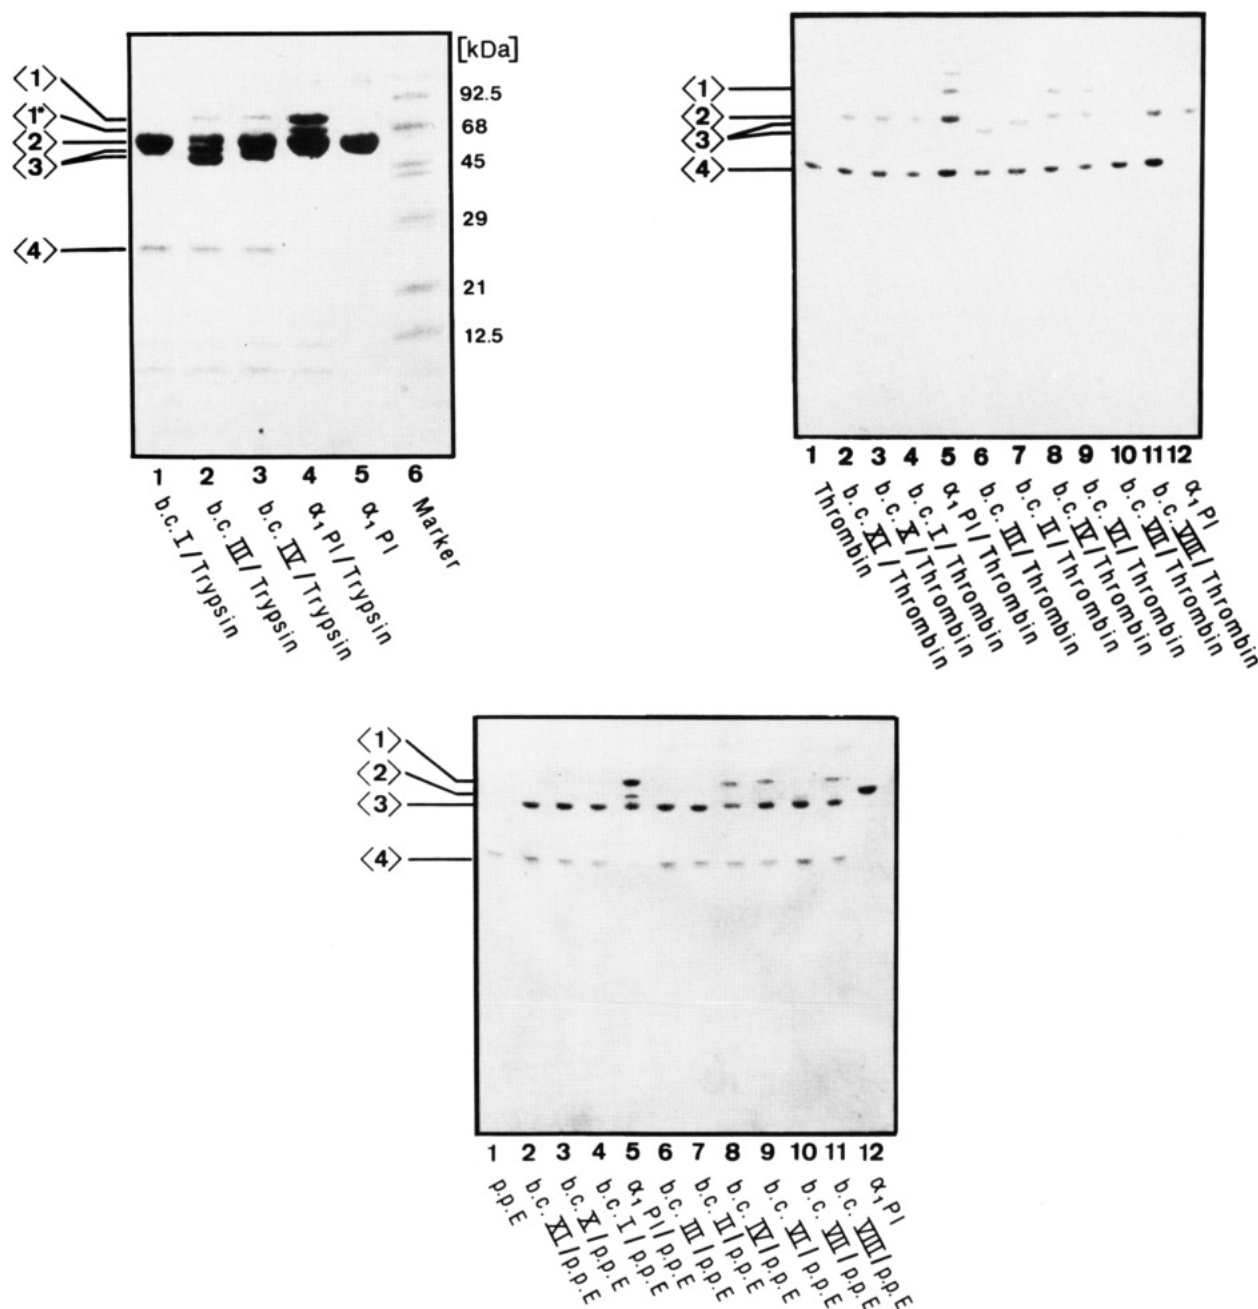 [kDa]
⟨1⟩
⟨1*⟩
⟨2⟩
⟨3⟩
⟨4⟩
92.5
68
45
29
21
12.5
1 2 3 4 5 6
b.c. I / Trypsin
b.c. III / Trypsin
b.c. IV / Trypsin
α₁ PI / Trypsin
α₁ PI
Marker
⟨1⟩
⟨2⟩
⟨3⟩
⟨4⟩
1 2 3 4 5 6 7 8 9 10 11 12
Thrombin
b.c. XI / Thrombin
b.c. X / Thrombin
b.c. I / Thrombin
α₁ PI / Thrombin
b.c. III / Thrombin
b.c. II / Thrombin
b.c. IV / Thrombin
b.c. VI / Thrombin
b.c. VII / Thrombin
b.c. VIII / Thrombin
α₁ PI
⟨1⟩
⟨2⟩
⟨3⟩
⟨4⟩
1 2 3 4 5 6 7 8 9 10 11 12
p.p.E
b.c. XI / p.p.E
b.c. X / p.p.E
b.c. I / p.p.E
α₁ PI / p.p.E
b.c. III / p.p.E
b.c. II / p.p.E
b.c. IV / p.p.E
b.c. VI / p.p.E
b.c. VII / p.p.E
b.c. VIII / p.p.E
α₁ PI